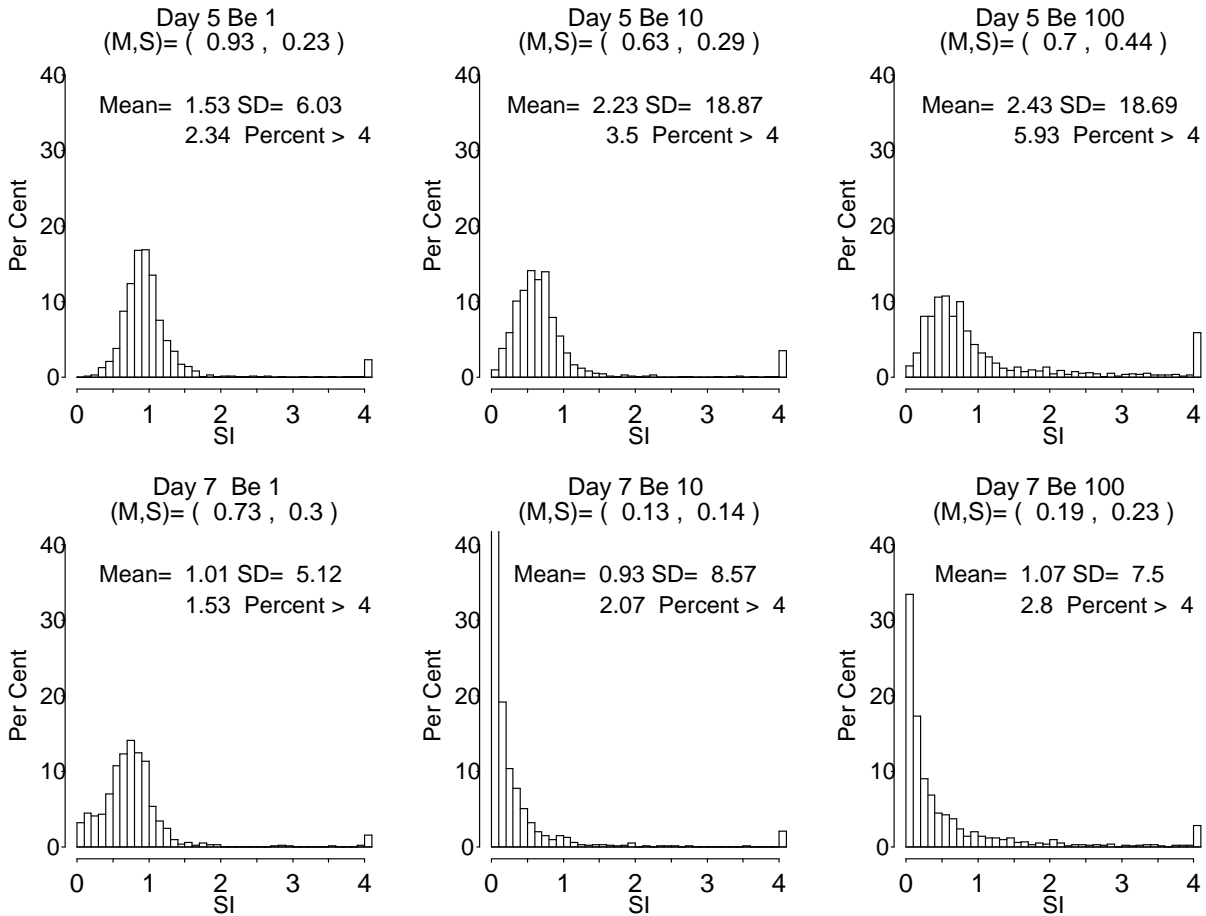 Day 5 Be 1
(M,S)= ( 0.93 , 0.23 )
Mean= 1.53 SD= 6.03
2.34 Percent > 4
Per Cent
40
30
20
10
0
0 1 2 3 4
SI
Day 5 Be 10
(M,S)= ( 0.63 , 0.29 )
Mean= 2.23 SD= 18.87
3.5 Percent > 4
Per Cent
40
30
20
10
0
0 1 2 3 4
SI
Day 5 Be 100
(M,S)= ( 0.7 , 0.44 )
Mean= 2.43 SD= 18.69
5.93 Percent > 4
Per Cent
40
30
20
10
0
0 1 2 3 4
SI
Day 7 Be 1
(M,S)= ( 0.73 , 0.3 )
Mean= 1.01 SD= 5.12
1.53 Percent > 4
Per Cent
40
30
20
10
0
0 1 2 3 4
SI
Day 7 Be 10
(M,S)= ( 0.13 , 0.14 )
Mean= 0.93 SD= 8.57
2.07 Percent > 4
Per Cent
40
30
20
10
0
0 1 2 3 4
SI
Day 7 Be 100
(M,S)= ( 0.19 , 0.23 )
Mean= 1.07 SD= 7.5
2.8 Percent > 4
Per Cent
40
30
20
10
0
0 1 2 3 4
SI